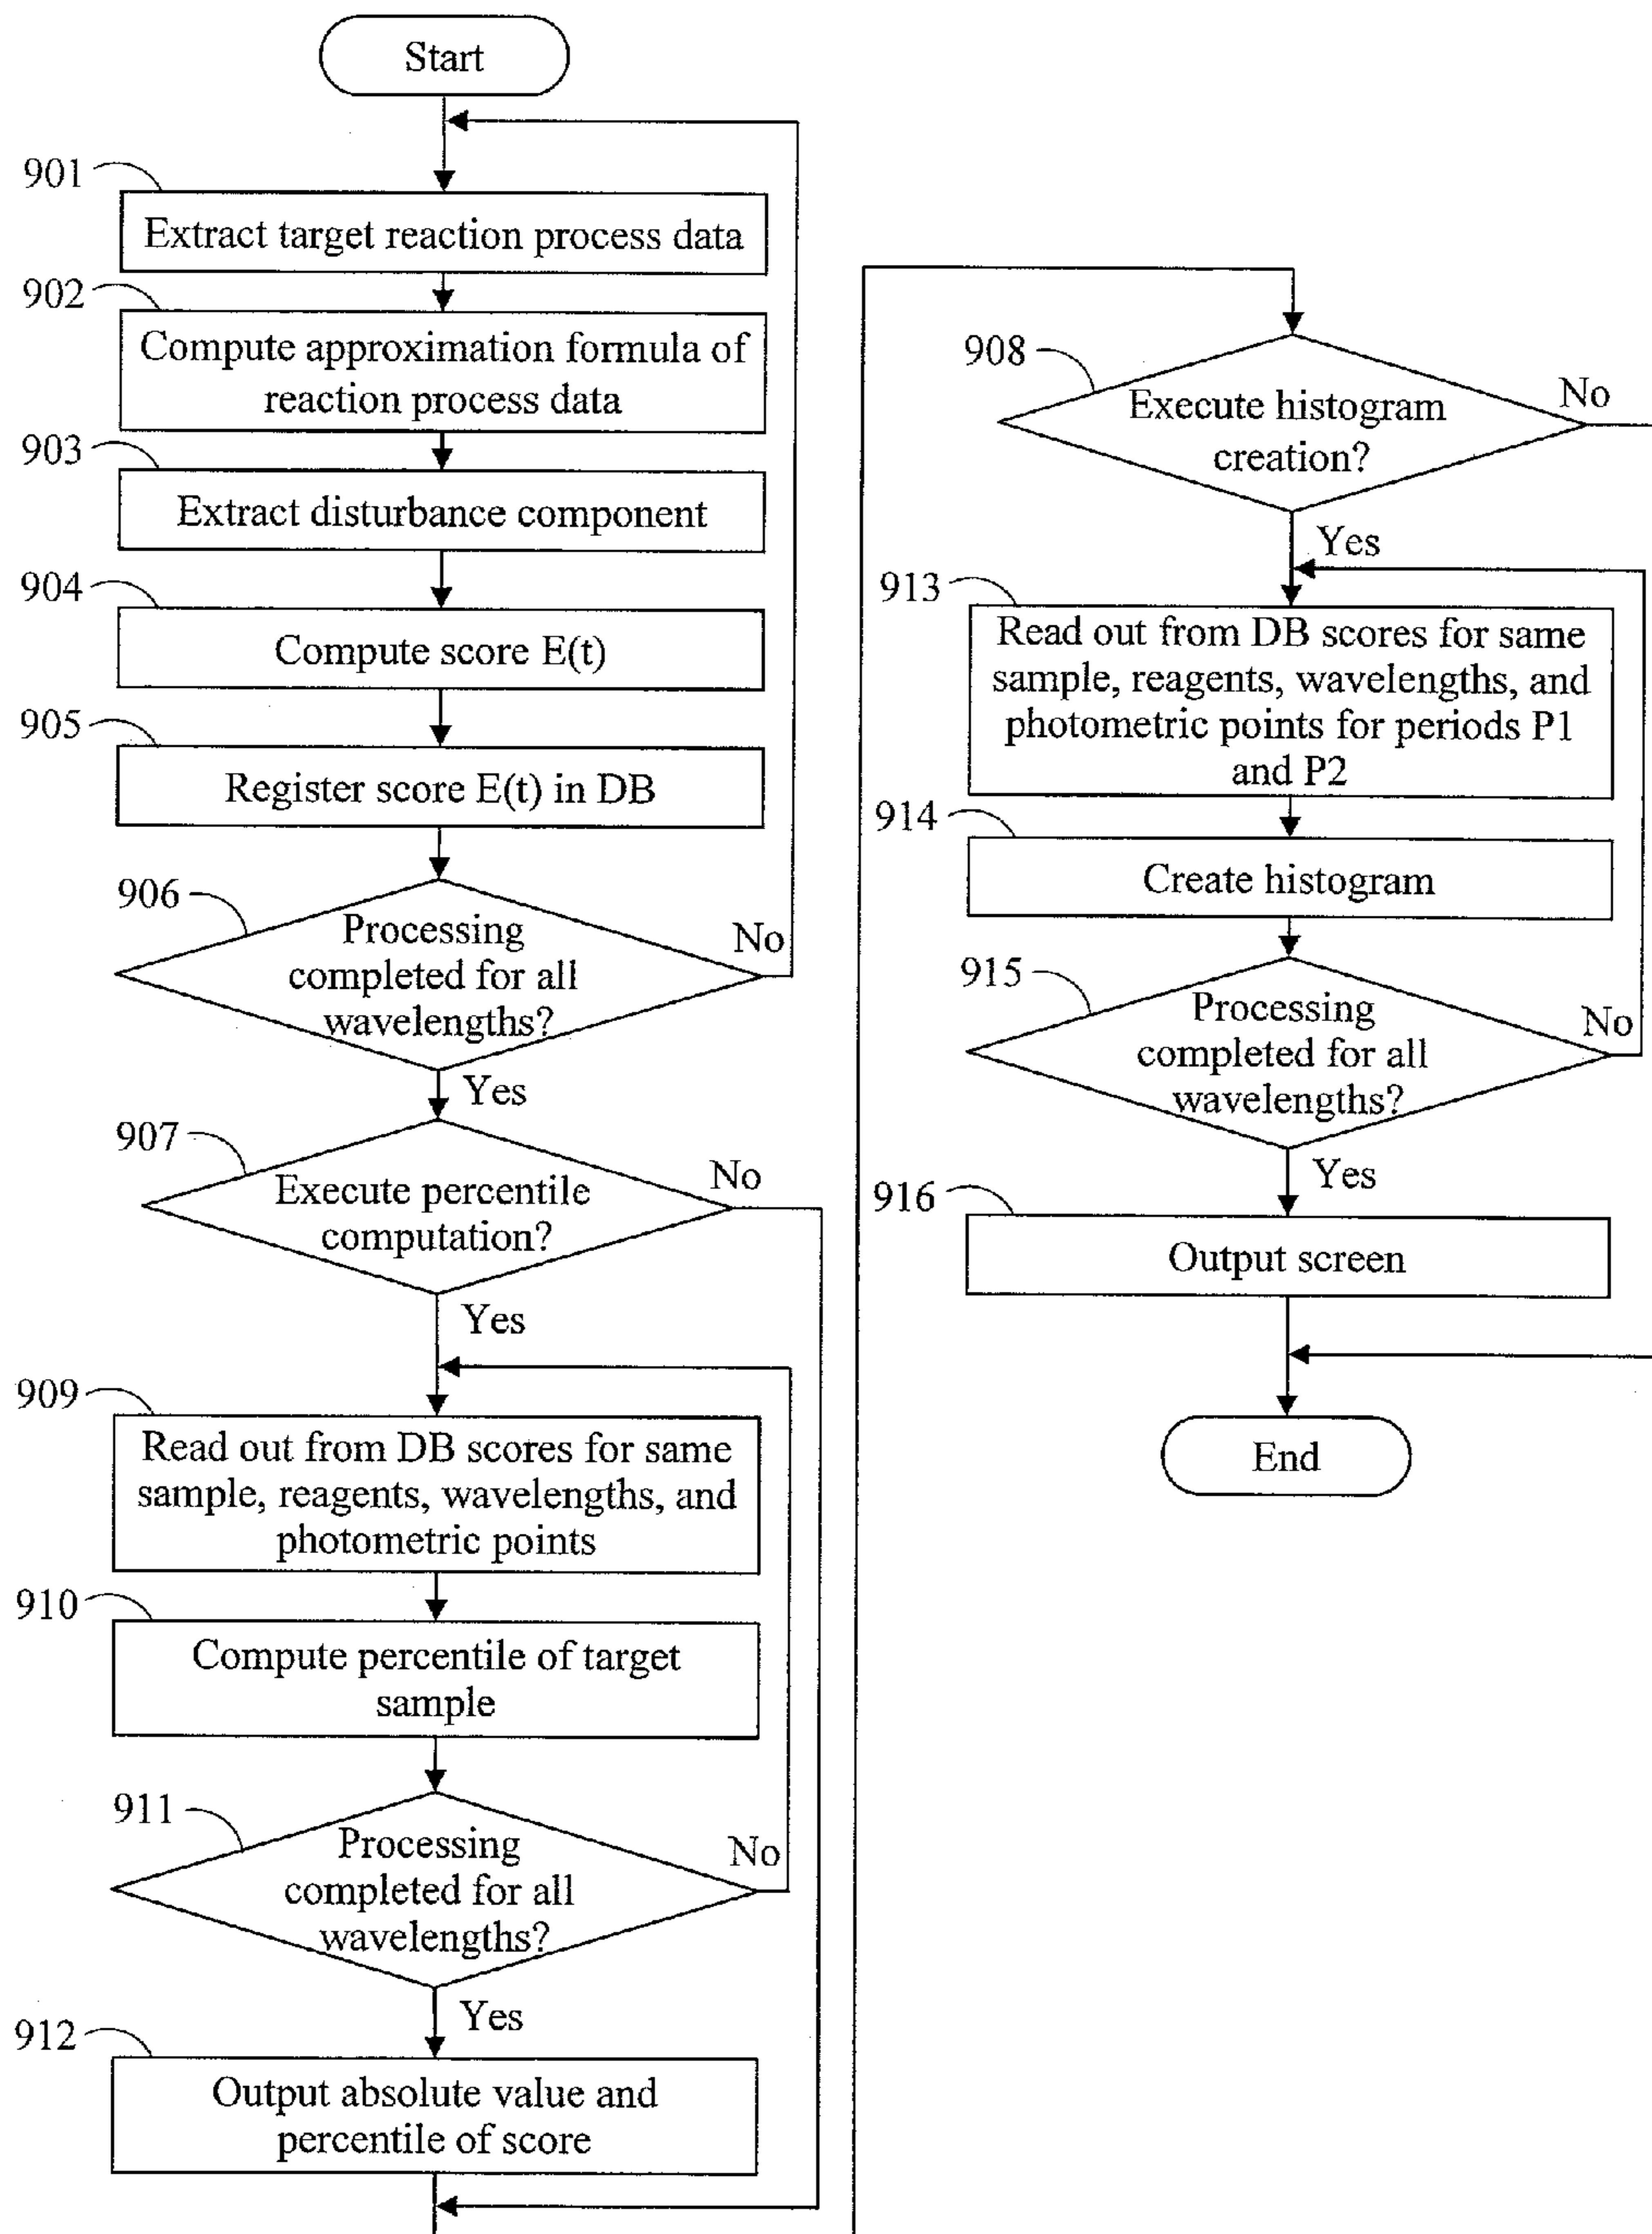 Start
901
Extract target reaction process data
902
Compute approximation formula of
reaction process data
903
Extract disturbance component
904
Compute score E(t)
905
Register score E(t) in DB
906
Processing
completed for all
wavelengths?
No
Yes
907
Execute percentile
computation?
No
Yes
909
Read out from DB scores for same
sample, reagents, wavelengths, and
photometric points
910
Compute percentile of target
sample
911
Processing
completed for all
wavelengths?
No
Yes
912
Output absolute value and
percentile of score
908
Execute histogram
creation?
No
Yes
913
Read out from DB scores for same
sample, reagents, wavelengths, and
photometric points for periods P1
and P2
914
Create histogram
915
Processing
completed for all
wavelengths?
No
Yes
916
Output screen
End